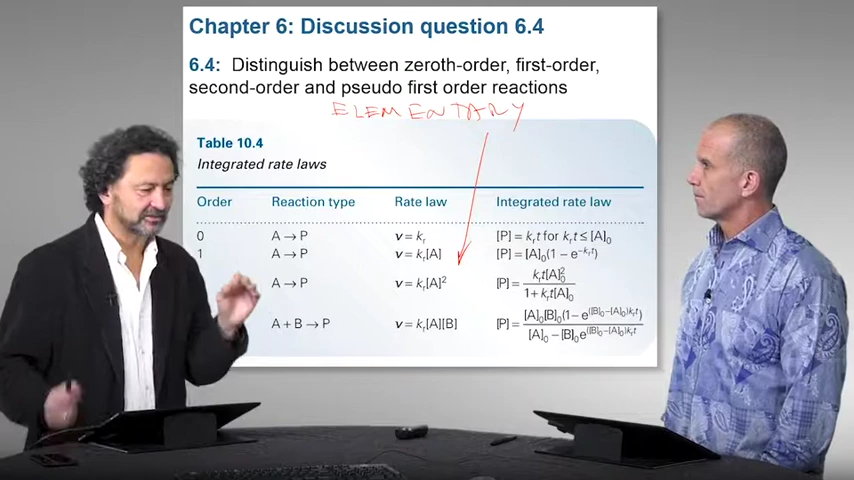 Chapter 6: Discussion question 6.4
6.4: Distinguish between zeroth-order, first-order,
second-order and pseudo first order reactions
ELEMENTARY
Table 10.4
Integrated rate laws
Order Reaction type Rate law Integrated rate law
0 A → P v = kᵣ [P] = kᵣt for kᵣt ≤ [A]₀
1 A → P v = kᵣ[A] [P] = [A]₀(1 − e^(−kᵣt))
A → P v = kᵣ[A]² [P] = kᵣt[A]₀² / (1 + kᵣt[A]₀)
A + B → P v = kᵣ[A][B] [P] = [A]₀[B]₀(1 − e^(([B]₀−[A]₀)kᵣt)) / ([A]₀ − [B]₀e^(([B]₀−[A]₀)kᵣt))